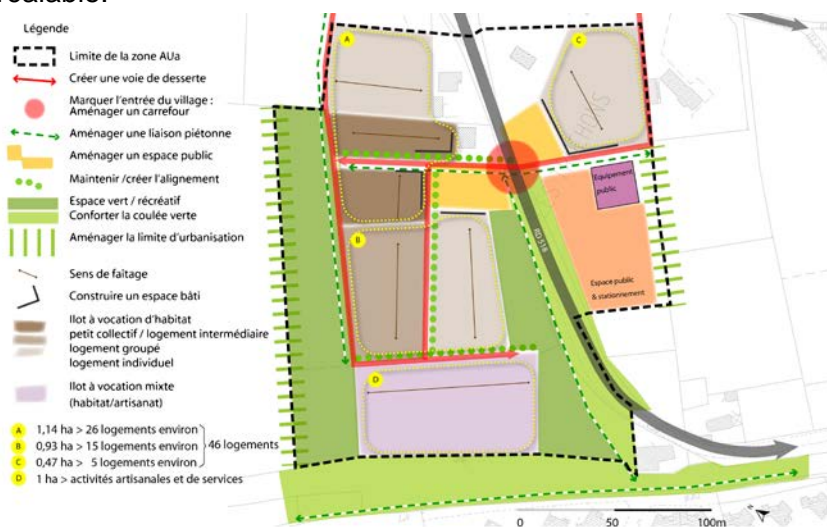 réalable.
Légende
Limite de la zone AUa
Créer une voie de desserte
Marquer l'entrée du village :
Aménager un carrefour
Aménager une liaison piétonne
Aménager un espace public
Maintenir /créer l'alignement
Espace vert / récréatif
Conforter la coulée verte
Aménager la limite d'urbanisation
Sens de faîtage
Construire un espace bâti
Ilot à vocation d'habitat
petit collectif / logement intermédiaire
logement groupé
logement individuel
Ilot à vocation mixte
(habitat/artisanat)
A 1,14 ha > 26 logements environ
B 0,93 ha > 15 logements environ
46 logements
C 0,47 ha > 5 logements environ
D 1 ha > activités artisanales et de services
A
C
Equipement
public
B
RD 518
Espace public
& stationnement
D
0 50 100m